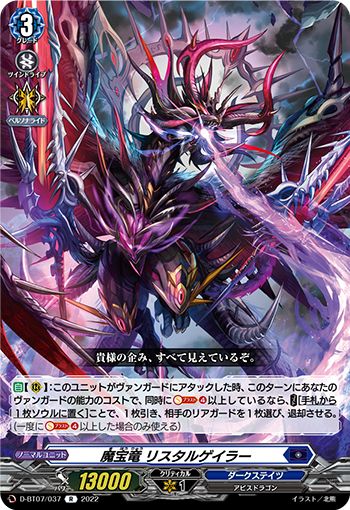 3
グレード
ツインドライブ
ペルソナライド
貴様の企み、すべて見えているぞ。
自【R】:このユニットがヴァンガードにアタックした時、このターンにあなたの
ヴァンガードの能力のコストで、同時に ブラスト 4 以上しているなら、【手札から
1枚ソウルに置く】ことで、1枚引き、相手のリアガードを1枚選び、退却させる。
(一度に ブラスト 4 以上した場合のみ使える)
ノーマルユニット
魔宝竜 リスタルゲイラー
D-BT07/037 R 2022
パワー 13000
クリティカル
1
ダークステイツ
アビスドラゴン
イラスト/北熊